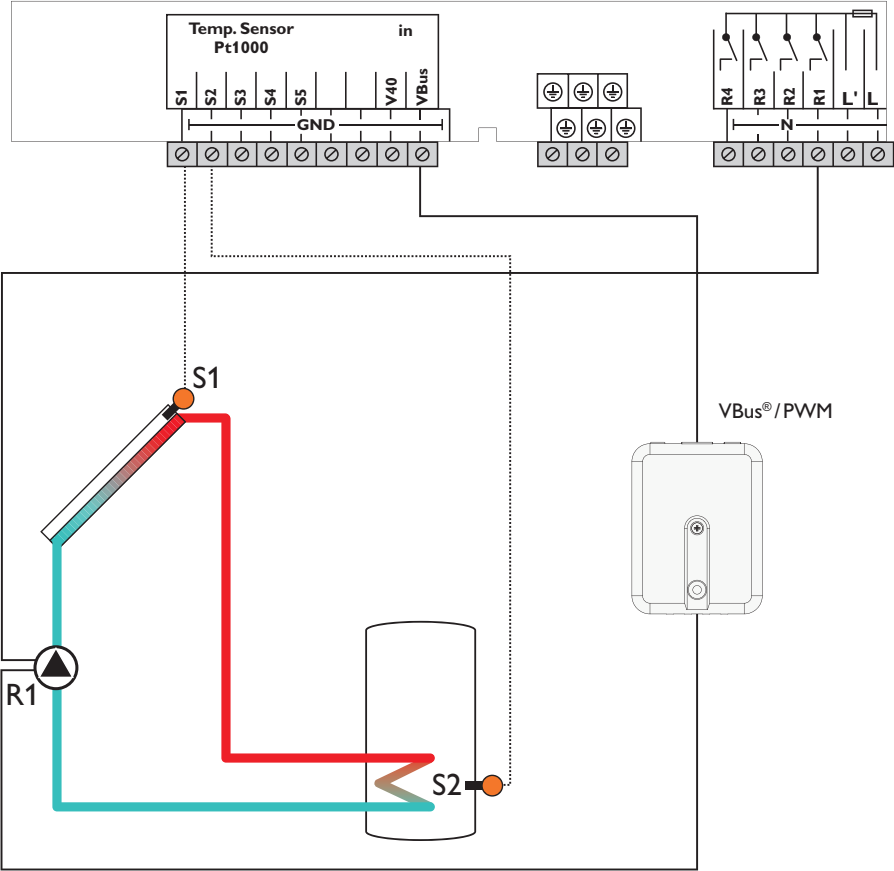 Temp. Sensor
Pt1000
in
S1
S2
S3
S4
S5
V40
VBus
GND
R4
R3
R2
R1
L'
L
N
S1
VBus® / PWM
R1
S2